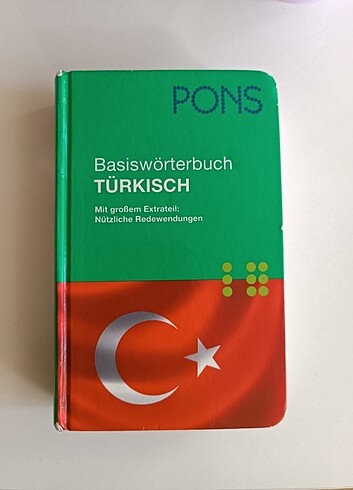 PONS
Basiswörterbuch
TÜRKISCH
Mit großem Extrateil:
Nützliche Redewendungen